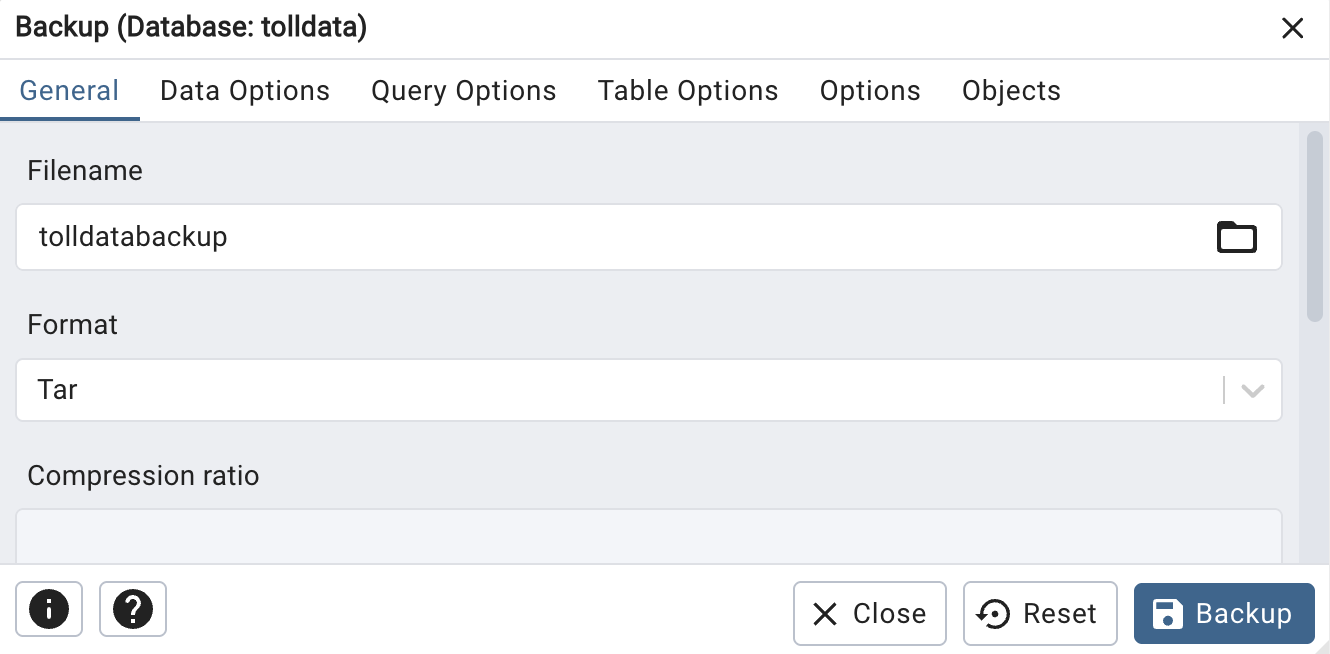 Backup (Database: tolldata)
General Data Options Query Options Table Options Options Objects
Filename
tolldatabackup
Format
Tar
Compression ratio
Close Reset Backup